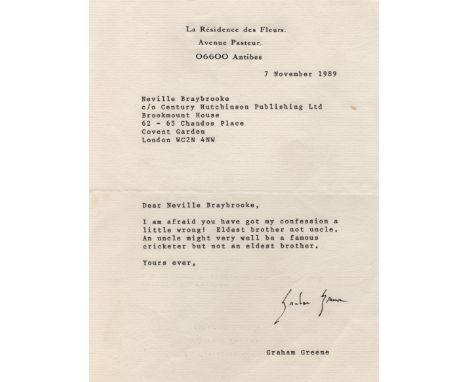 La Résidence des Fleurs.
Avenue Pasteur.
06600 Antibes
7 November 1989
Neville Braybrooke
c/o Century Hutchinson Publishing Ltd
Brookmount House
62 - 65 Chandos Place
Covent Garden
London WC2N 4NW
Dear Neville Braybrooke,
I am afraid you have got my confession a
little wrong! Eldest brother not uncle.
An uncle might very well be a famous
cricketer but not an eldest brother.
Yours ever,
Graham Greene
Graham Greene